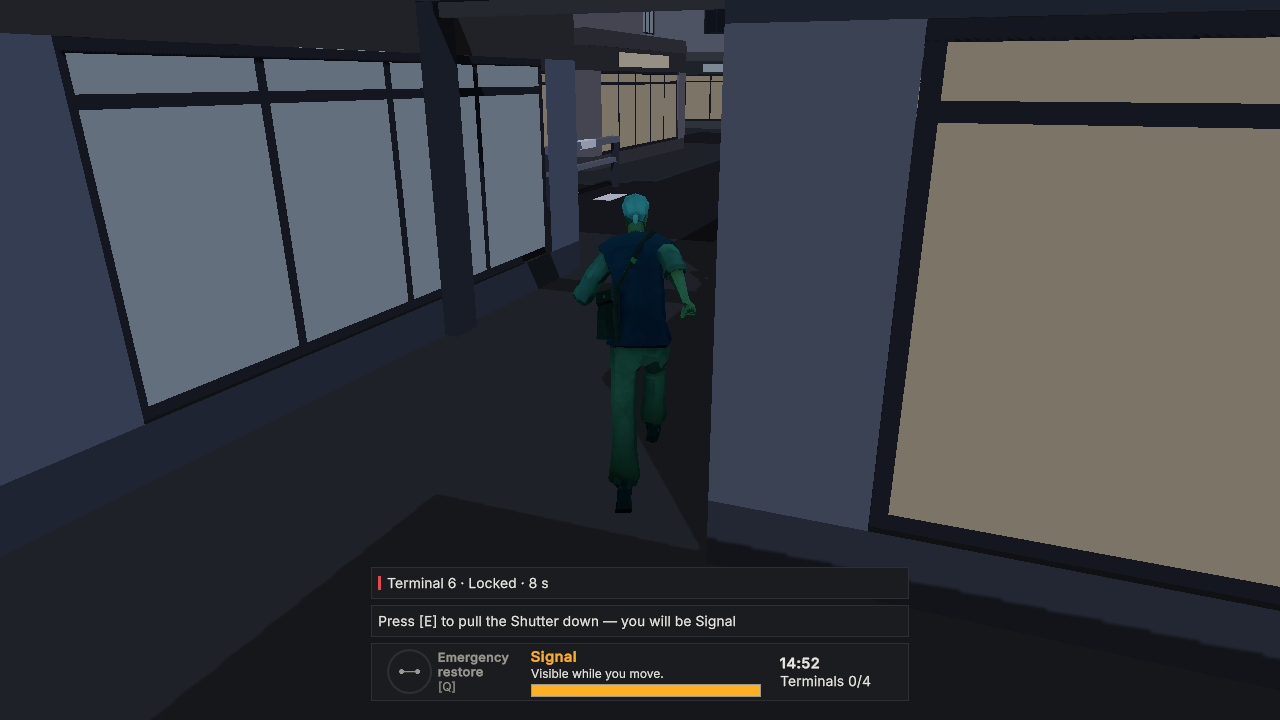 Terminal 6 · Locked · 8 s
Press [E] to pull the Shutter down — you will be Signal
Emergency
restore
[Q]
Signal
Visible while you move.
14:52
Terminals 0/4